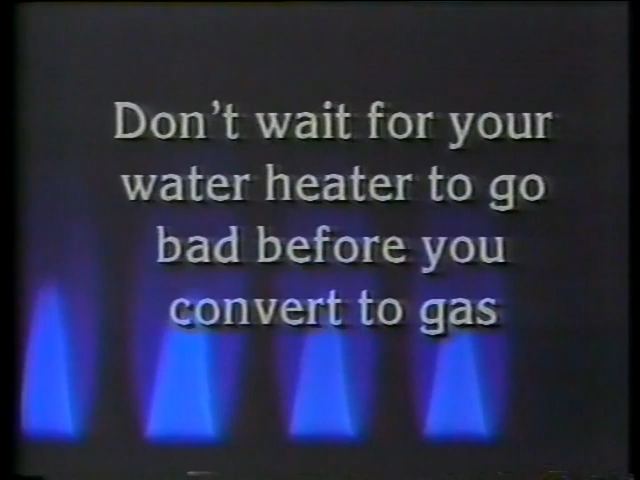 Don't wait for your
water heater to go
bad before you
convert to gas